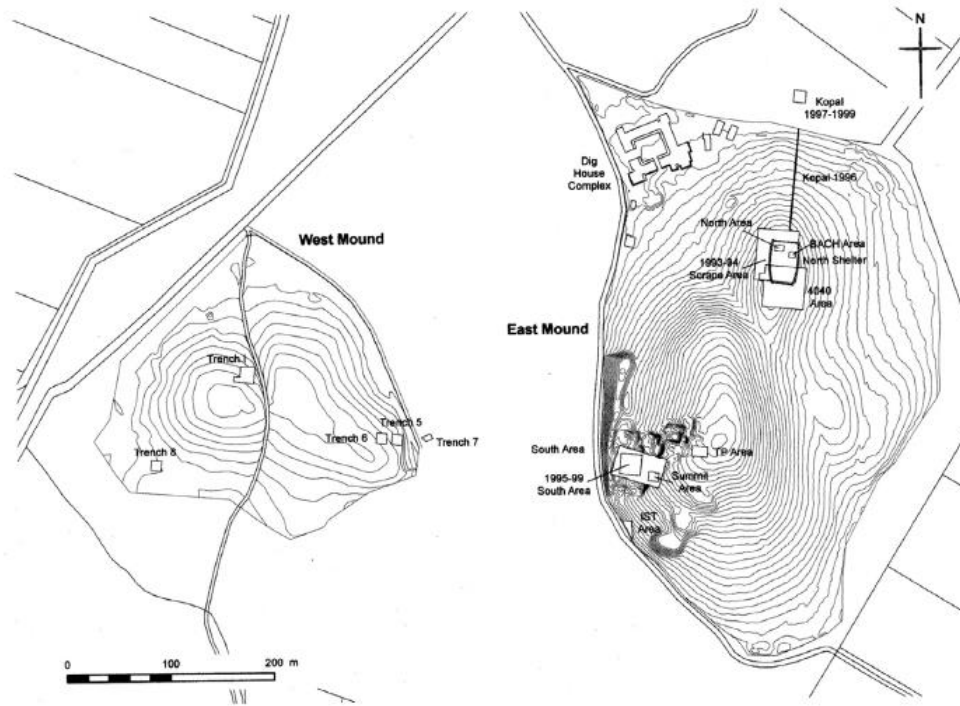 N
Kopal
1997-1999
Dig
House
Complex
Kopal 1996
West Mound
North Area
BACH Area
1993-94
Scrape Area
North Shelter
4040
Area
East Mound
Trench 1
Trench 5
Trench 6
Trench 7
Trench 8
South Area
TP Area
1995-99
South Area
Summit
Area
IST
Area
0 100 200 m